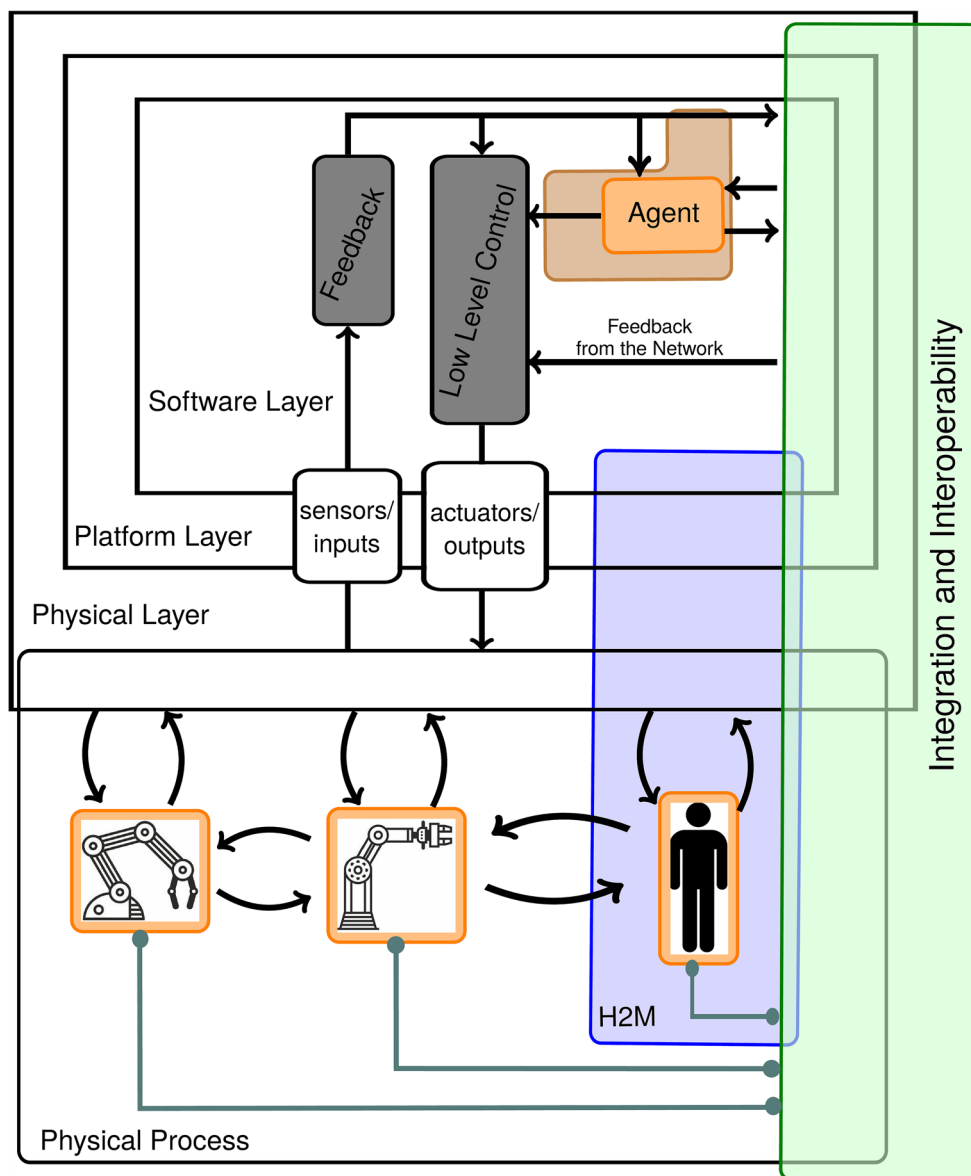 Feedback
Low Level Control
Agent
Feedback
from the Network
Software Layer
sensors/
inputs
actuators/
outputs
Platform Layer
Physical Layer
Integration and Interoperability
H2M
Physical Process